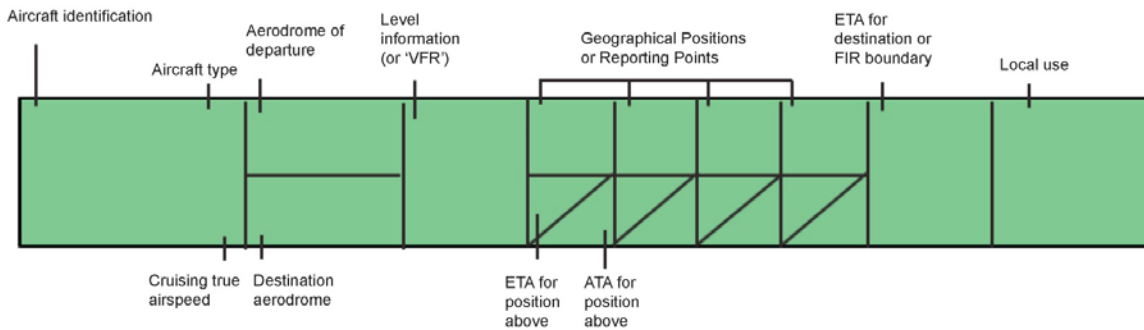 Aircraft identification
Aircraft type
Aerodrome of
departure
Level
information
(or ‘VFR’)
Geographical Positions
or Reporting Points
ETA for
destination or
FIR boundary
Local use
Cruising true
airspeed
Destination
aerodrome
ETA for
position
above
ATA for
position
above